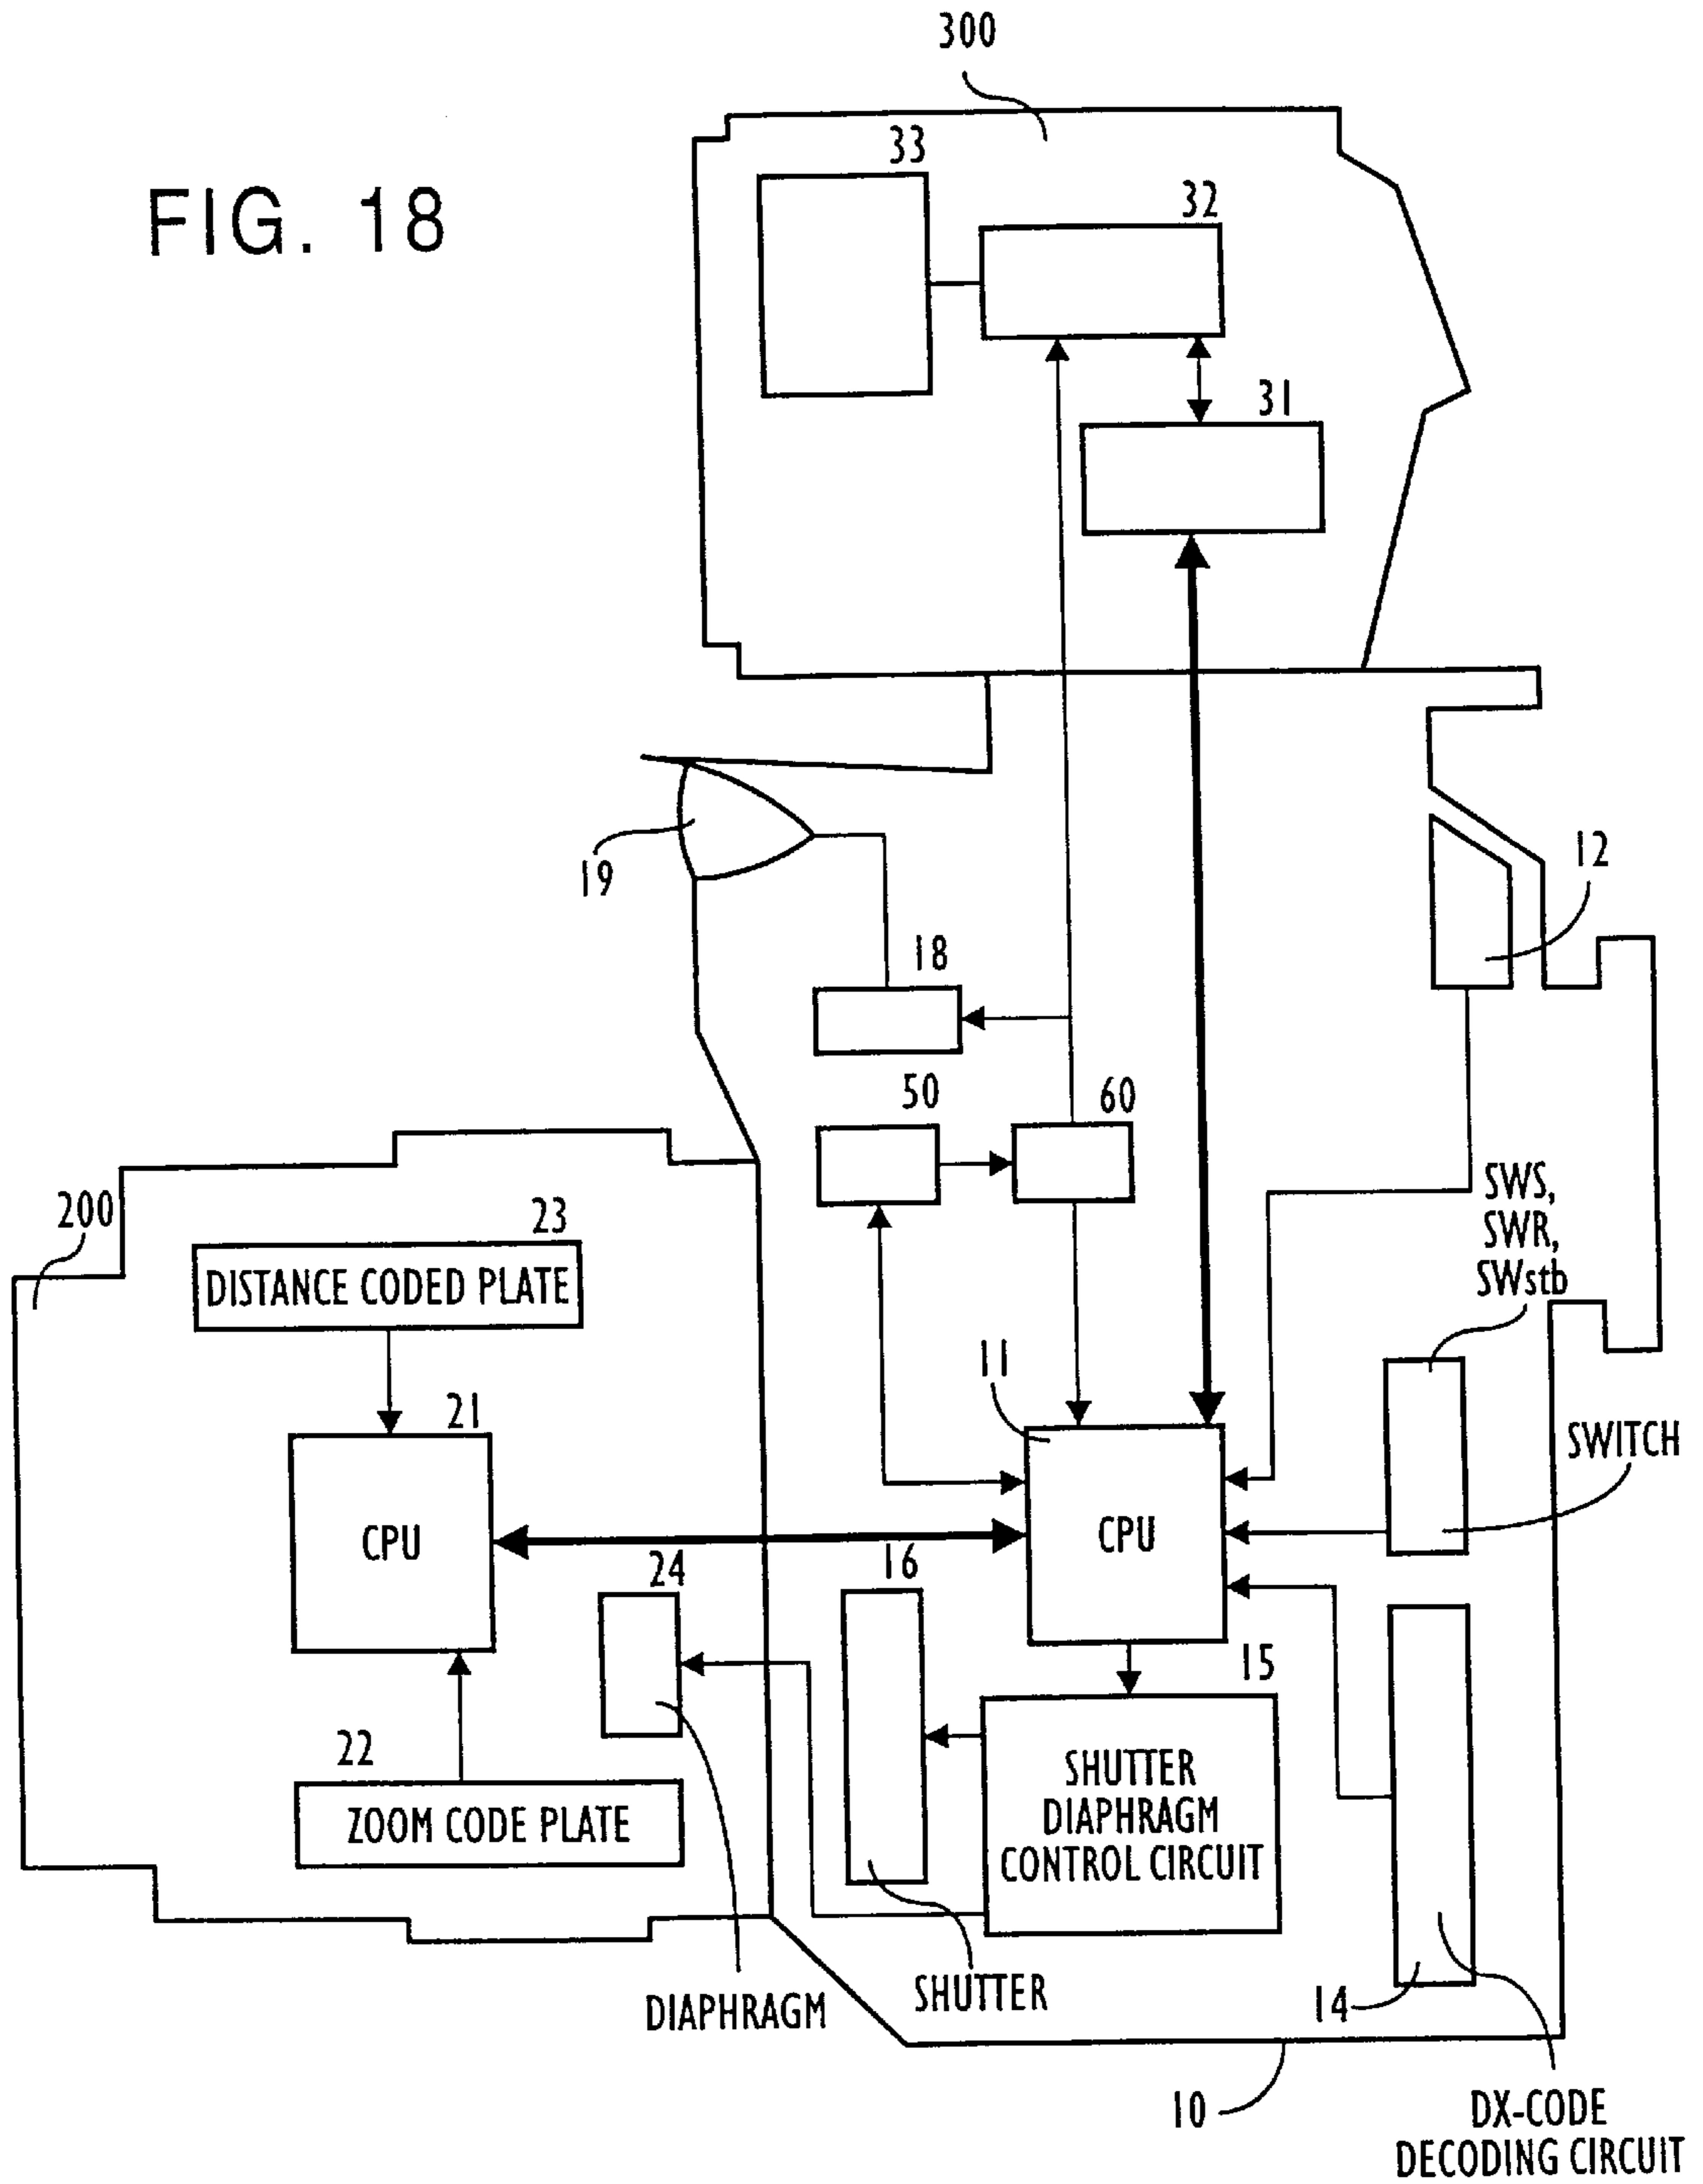 FIG. 18
300
33
32
31
19
12
18
50
60
SWS,
SWR,
SWstb
200
23
DISTANCE CODED PLATE
11
21
SWITCH
CPU
CPU
24
16
15
22
ZOOM CODE PLATE
SHUTTER
DIAPHRAGM
CONTROL CIRCUIT
DIAPHRAGM
SHUTTER
14
10
DX-CODE
DECODING CIRCUIT